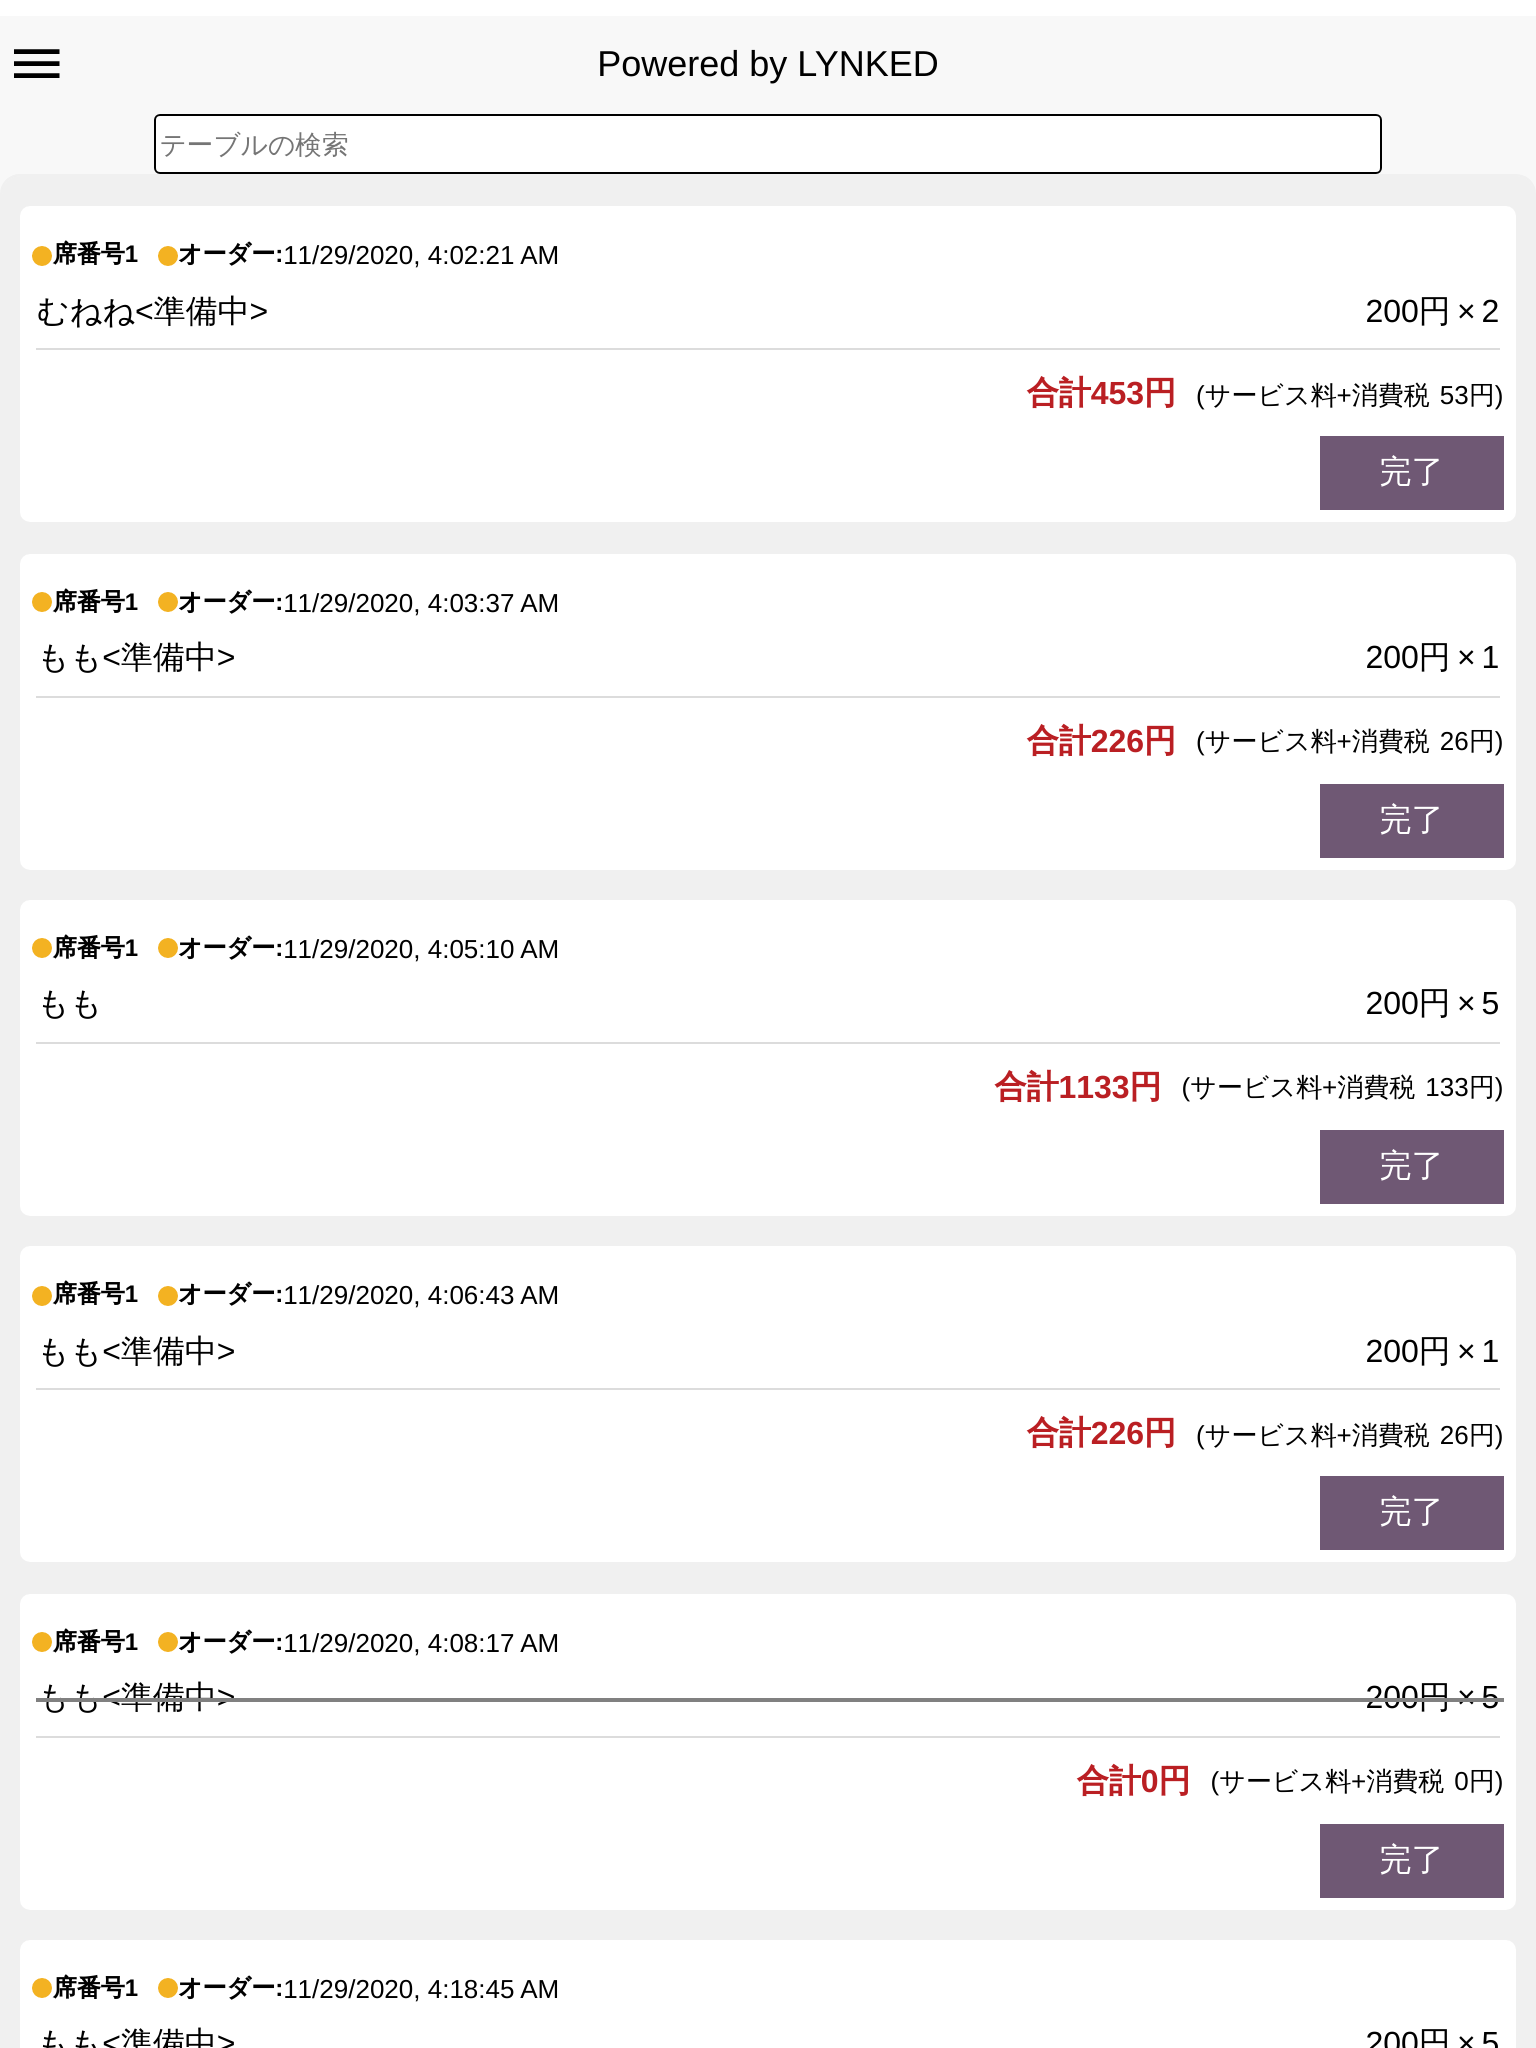 Powered by LYNKED
テーブルの検索
席番号1 オーダー:11/29/2020, 4:02:21 AM
むねね<準備中> 200円 × 2
合計453円 (サービス料+消費税 53円)
完了
席番号1 オーダー:11/29/2020, 4:03:37 AM
もも<準備中> 200円 × 1
合計226円 (サービス料+消費税 26円)
完了
席番号1 オーダー:11/29/2020, 4:05:10 AM
もも 200円 × 5
合計1133円 (サービス料+消費税 133円)
完了
席番号1 オーダー:11/29/2020, 4:06:43 AM
もも<準備中> 200円 × 1
合計226円 (サービス料+消費税 26円)
完了
席番号1 オーダー:11/29/2020, 4:08:17 AM
もも<準備中> 200円 × 5
合計0円 (サービス料+消費税 0円)
完了
席番号1 オーダー:11/29/2020, 4:18:45 AM
もも<準備中> 200円 × 5